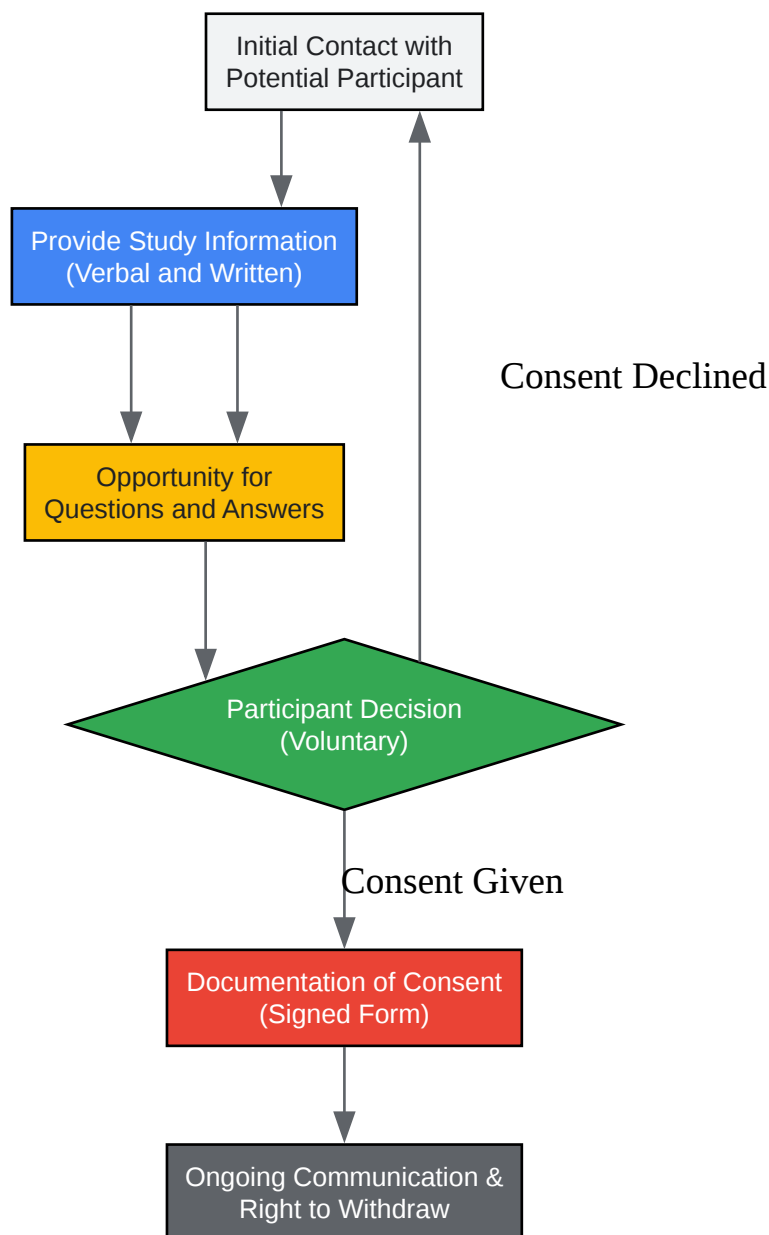 Initial Contact with
Potential Participant
Provide Study Information
(Verbal and Written)
Consent Declined
Opportunity for
Questions and Answers
Participant Decision
(Voluntary)
Consent Given
Documentation of Consent
(Signed Form)
Ongoing Communication &
Right to Withdraw